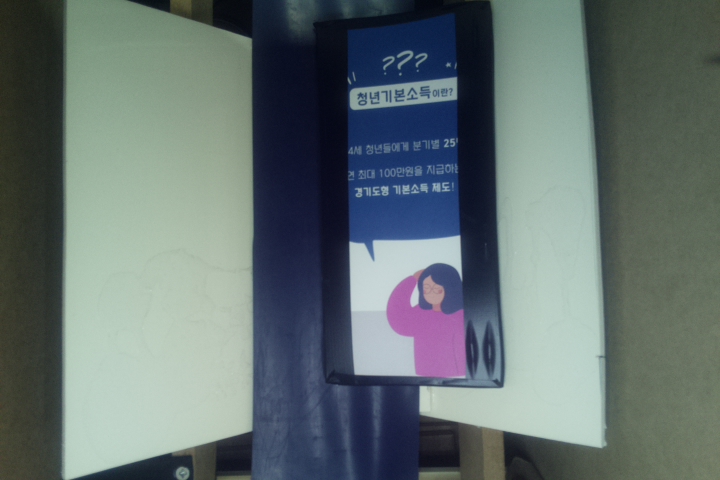 ???
청년기본소득이란?
4세 청년들에게 분기별 25
최대 100만원을 지급하는
경기도형 기본소득 제도!